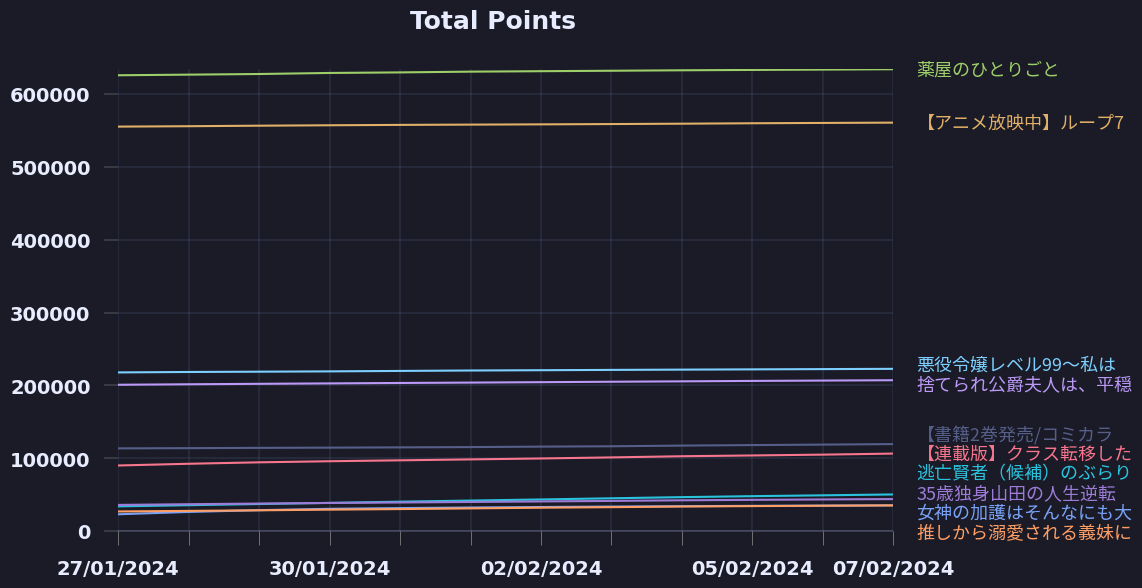 Total Points
600000
500000
400000
300000
200000
100000
0
27/01/2024
30/01/2024
02/02/2024
05/02/2024
07/02/2024
薬屋のひとりごと
【アニメ放映中】ループ7
悪役令嬢レベル99～私は
捨てられ公爵夫人は、平穏
【書籍2巻発売/コミカラ
【連載版】クラス転移した
逃亡賢者（候補）のぶらり
35歳独身山田の人生逆転
女神の加護はそんなにも大
推しから溺愛される義妹に